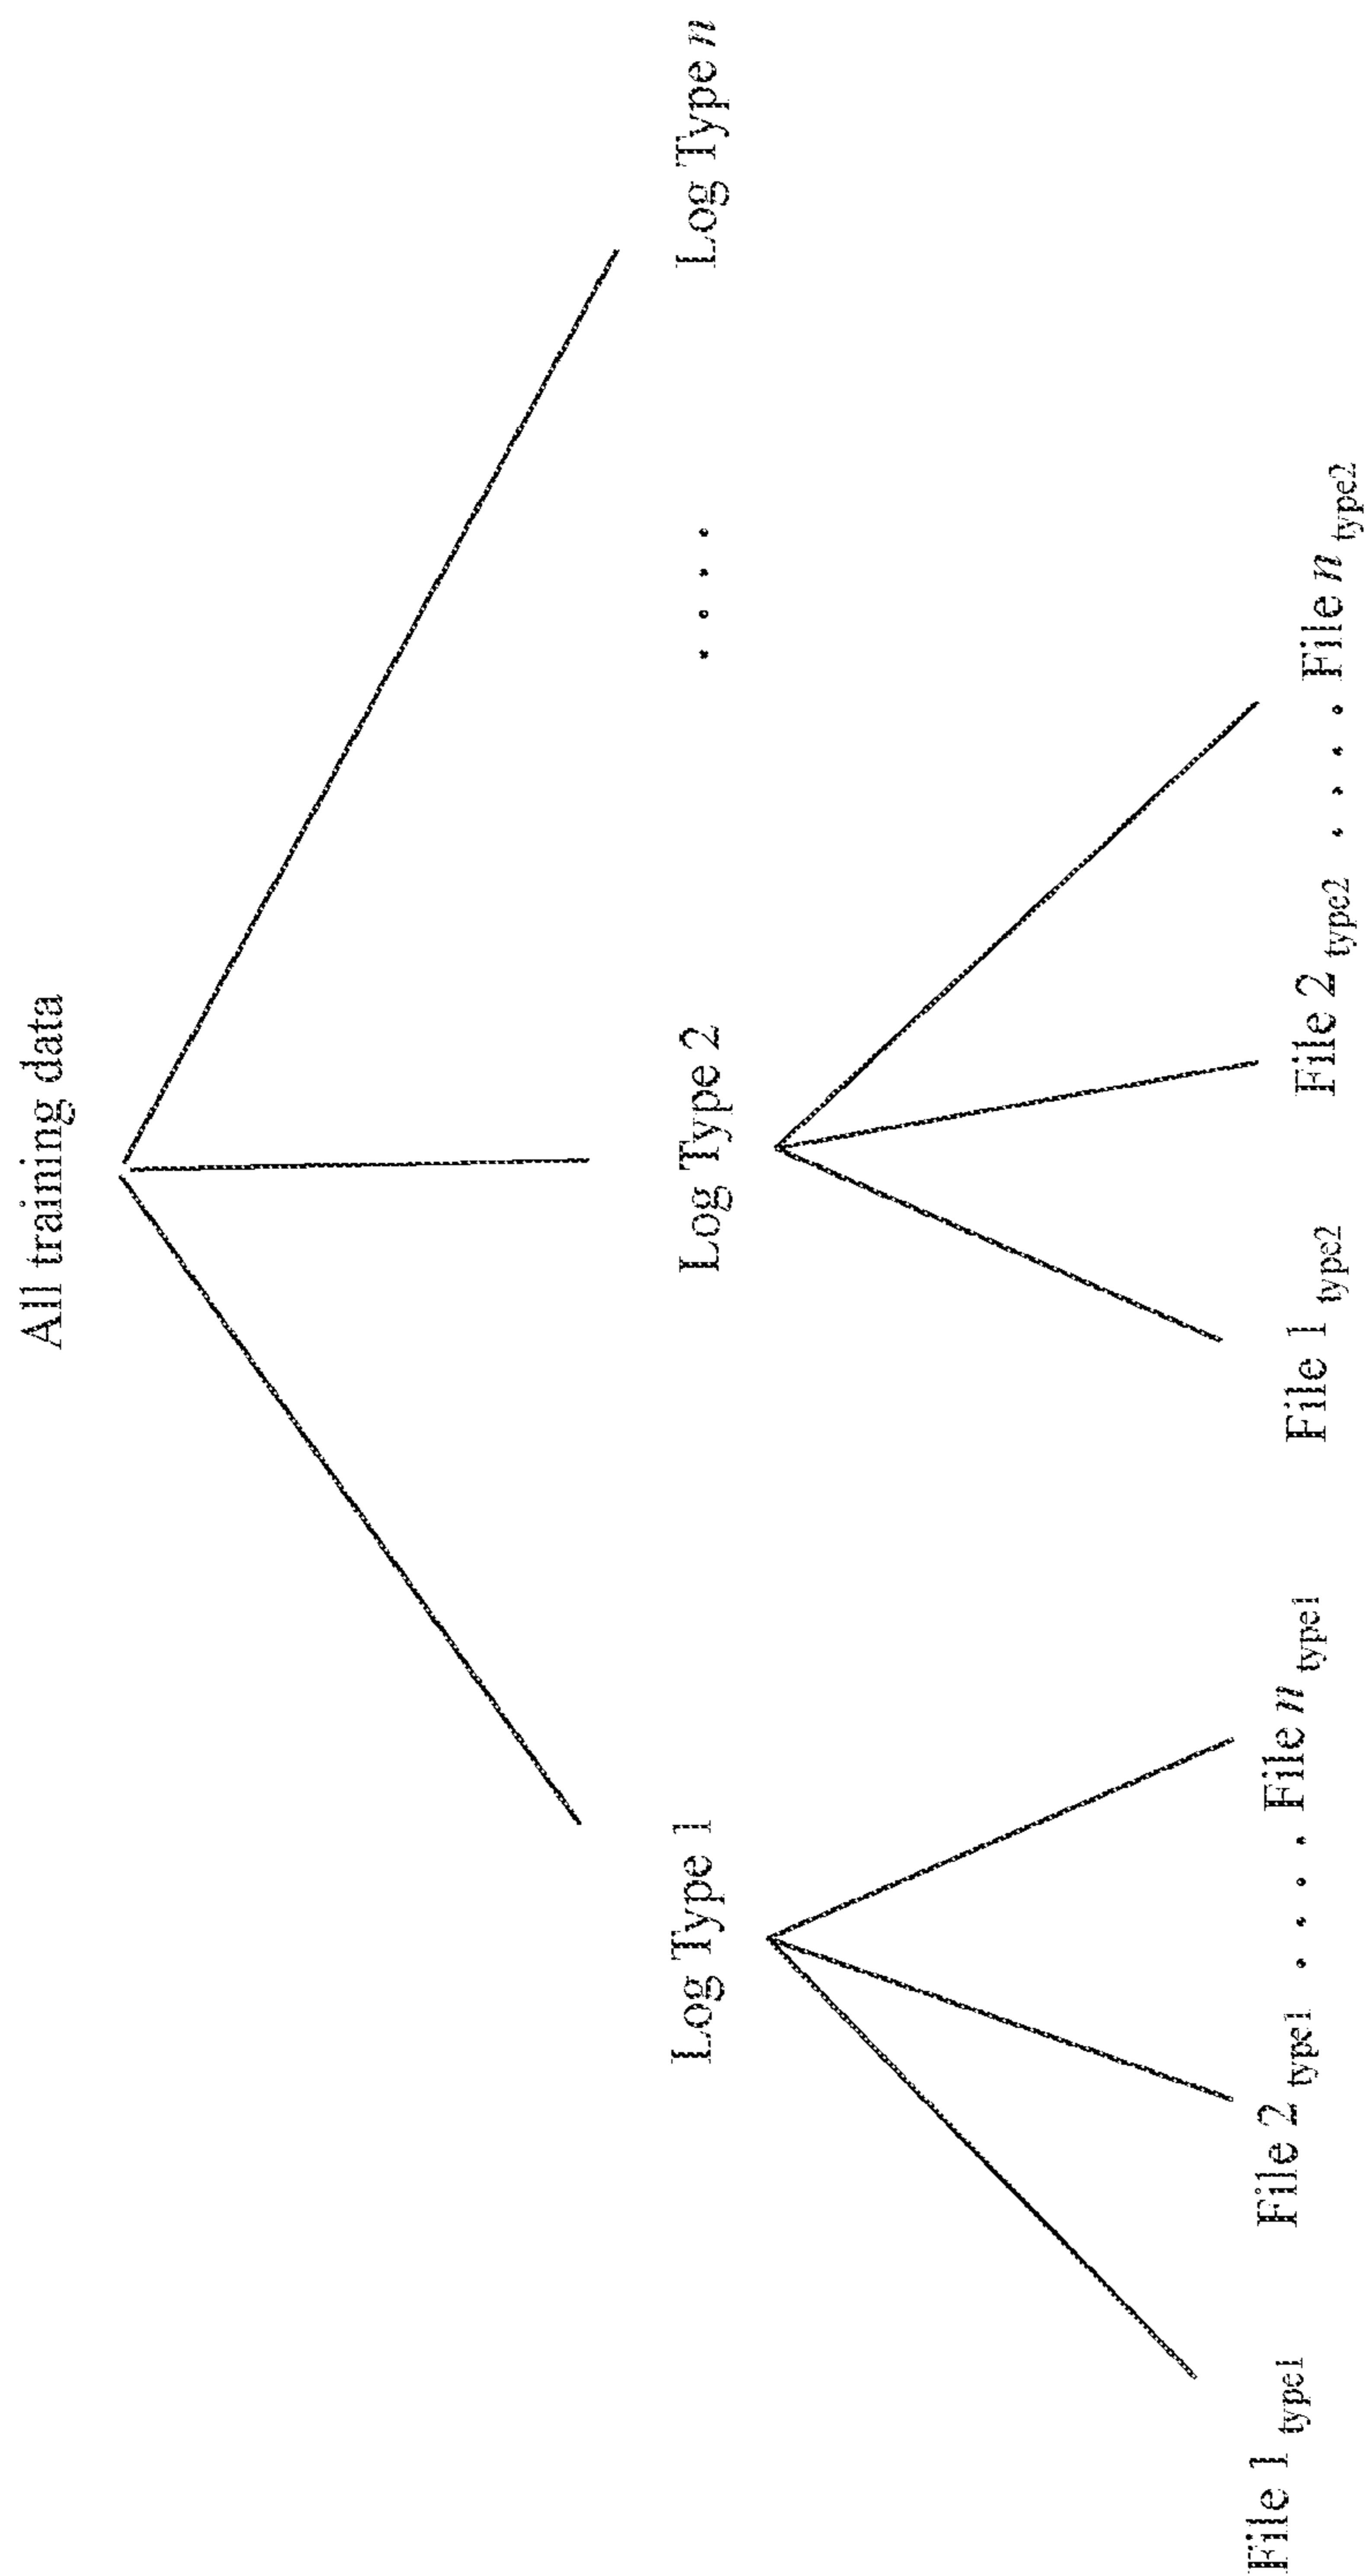 All training data
Log Type 1 Log Type 2 . . . . Log Type n
File 1 type1 File 2 type1 . . . . File n type1 File 1 type2 File 2 type2 . . . . File n type2